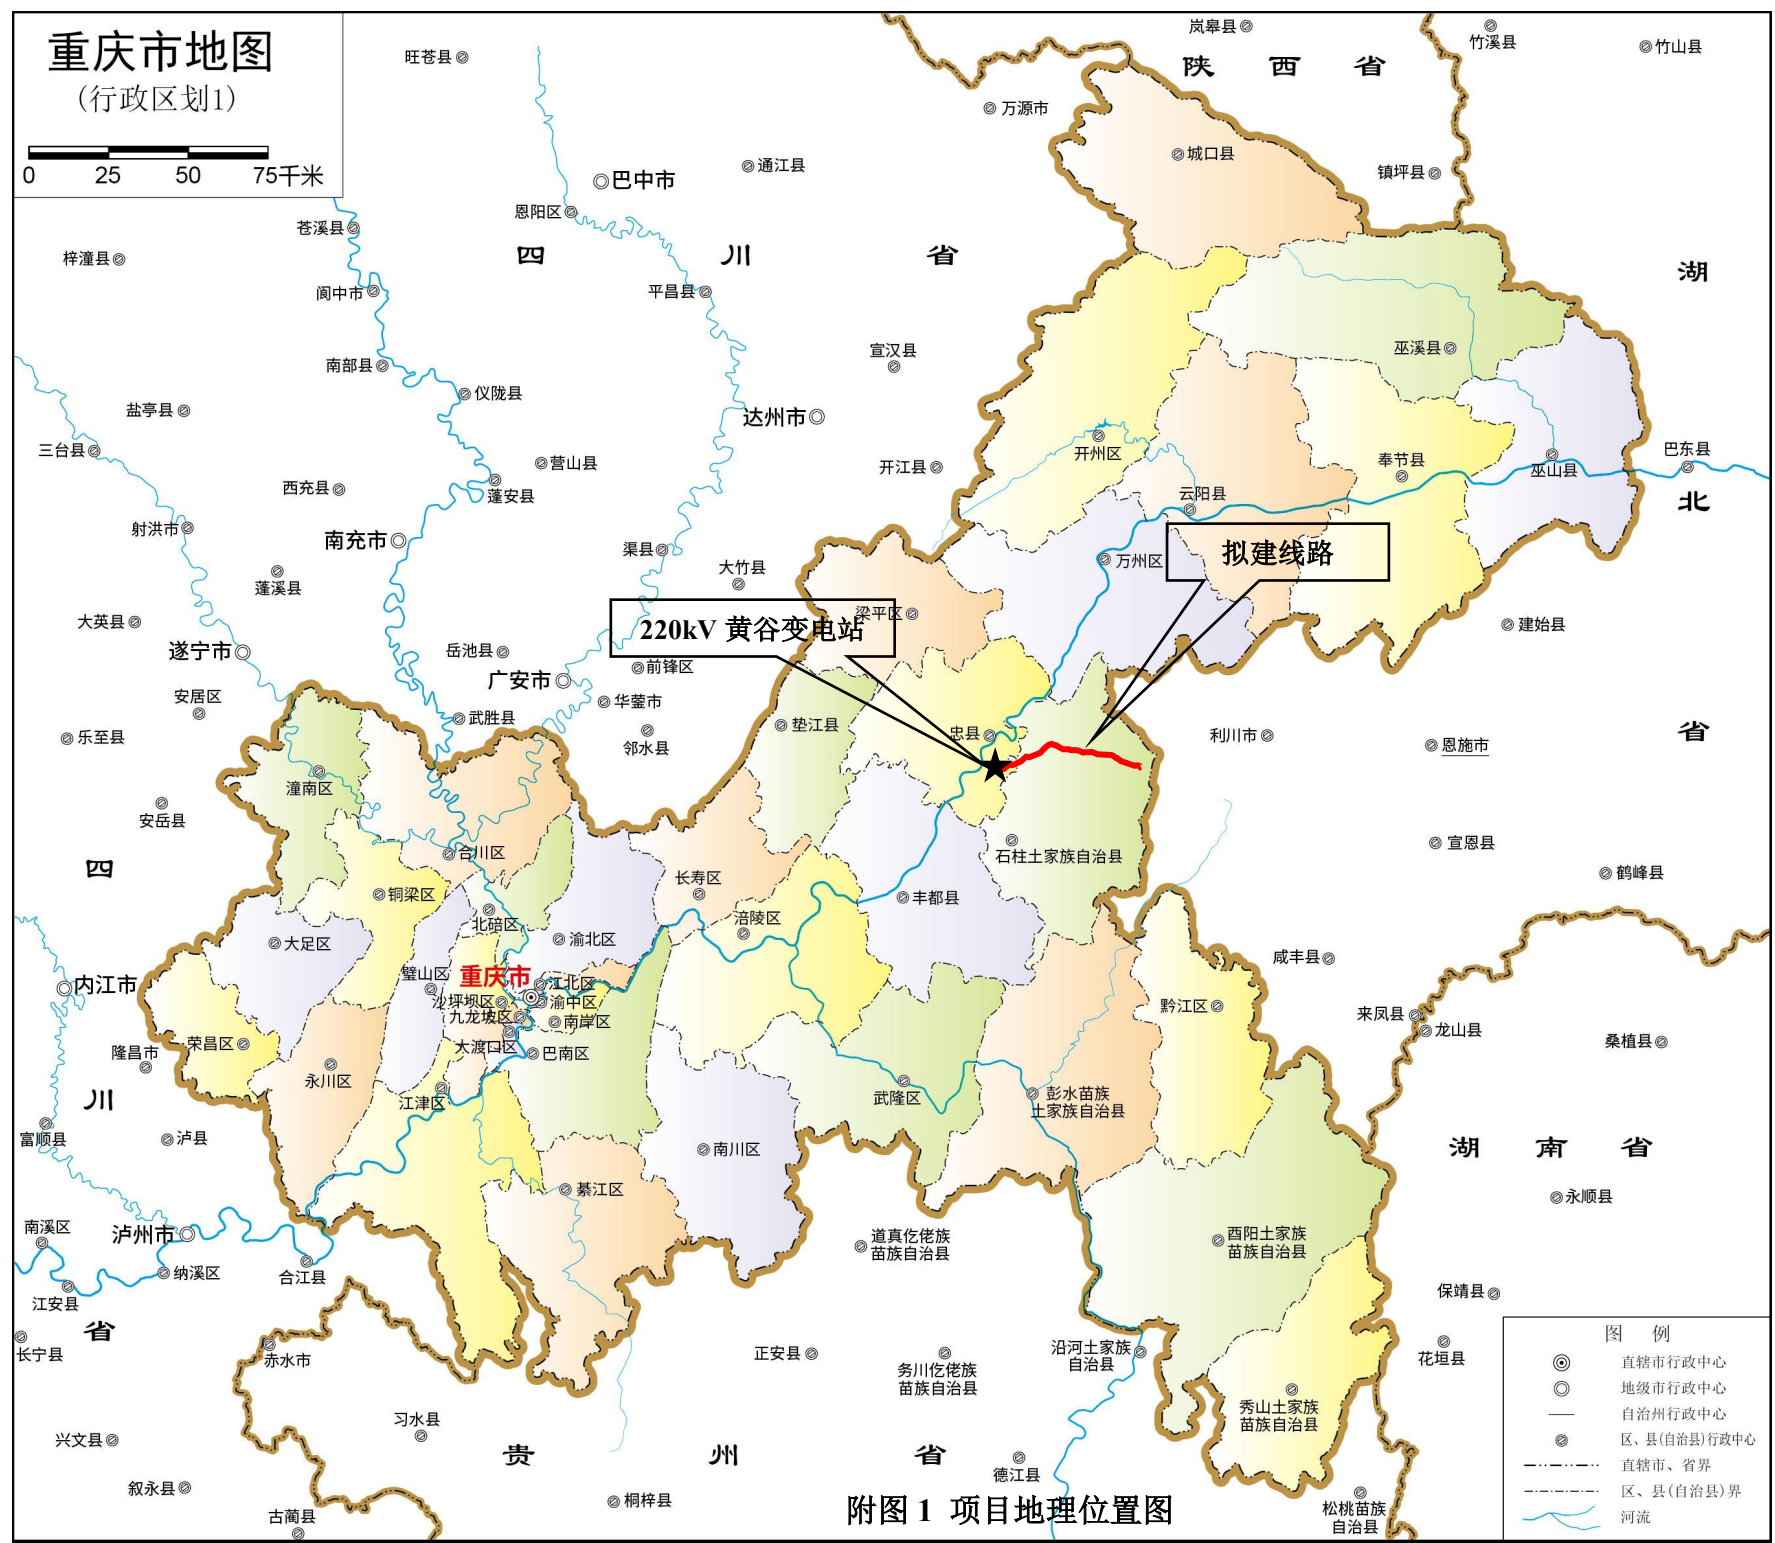 重庆市地图
(行政区划1)
0 25 50 75千米
岚皋县
竹溪县
竹山县
陕 西 省
旺苍县
万源市
城口县
镇坪县
通江县
巴中市
恩阳区
苍溪县
梓潼县
四 川 省
湖
北
省
阆中市
平昌县
南部县
宣汉县
巫溪县
仪陇县
盐亭县
达州市
三台县
营山县
开江县
开州区
奉节县
巫山县
巴东县
西充县
蓬安县
云阳县
射洪市
南充市
渠县
大竹县
万州区
拟建线路
蓬溪县
大英县
梁平区
220kV 黄谷变电站
建始县
遂宁市
岳池县
前锋区
广安市
安居区
华蓥市
武胜县
垫江县
忠县
利川市
恩施市
乐至县
邻水县
潼南区
安岳县
合川区
石柱土家族自治县
宣恩县
四
川
省
铜梁区
长寿区
丰都县
鹤峰县
北碚区
涪陵区
大足区
渝北区
咸丰县
璧山区
重庆市
江北区
内江市
沙坪坝区
渝中区
九龙坡区
南岸区
黔江区
来凤县
龙山县
荣昌区
大渡口区
巴南区
桑植县
隆昌市
永川区
江津区
武隆区
彭水苗族
土家族自治县
富顺县
泸县
南川区
湖 南 省
綦江区
永顺县
南溪区
泸州市
道真仡佬族
苗族自治县
酉阳土家族
苗族自治县
纳溪区
合江县
江安县
保靖县
长宁县
赤水市
正安县
务川仡佬族
苗族自治县
沿河土家族
自治县
花垣县
秀山土家族
苗族自治县
习水县
兴文县
贵 州 省
德江县
叙永县
桐梓县
古蔺县
松桃苗族
自治县
附图 1 项目地理位置图
图 例
直辖市行政中心
地级市行政中心
自治州行政中心
区、县(自治县)行政中心
直辖市、省界
区、县(自治县)界
河流